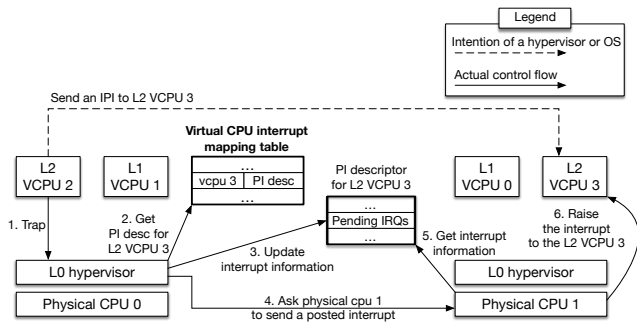 Legend
Intention of a hypervisor or OS
Actual control flow
Send an IPI to L2 VCPU 3
Virtual CPU interrupt
mapping table
L2
VCPU 2
L1
VCPU 1
...
vcpu 3 PI desc
...
PI descriptor
for L2 VCPU 3
...
Pending IRQs
...
L1
VCPU 0
L2
VCPU 3
1. Trap
2. Get
PI desc for
L2 VCPU 3
3. Update
interrupt information
5. Get interrupt
information
6. Raise
the interrupt
to the L2 VCPU 3
L0 hypervisor
L0 hypervisor
Physical CPU 0
4. Ask physical cpu 1
to send a posted interrupt
Physical CPU 1